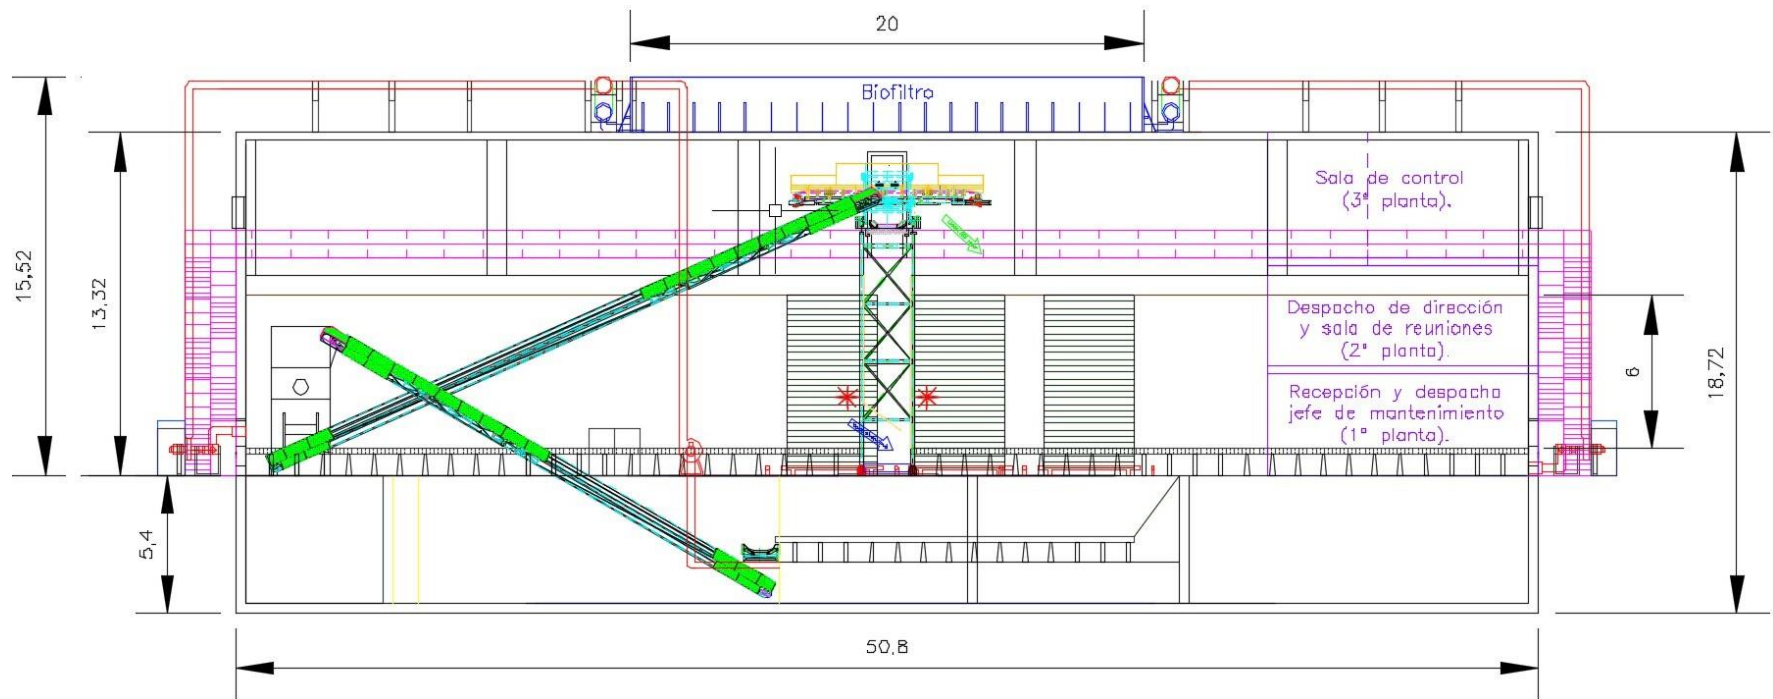 20
Biofiltro
Sala de control
(3ª planta).
15,52
13,32
Despacho de dirección
y sala de reuniones
(2ª planta).
6
18,72
Recepción y despacha
jefe de mantenimiento
(1ª planta).
5,4
50,8